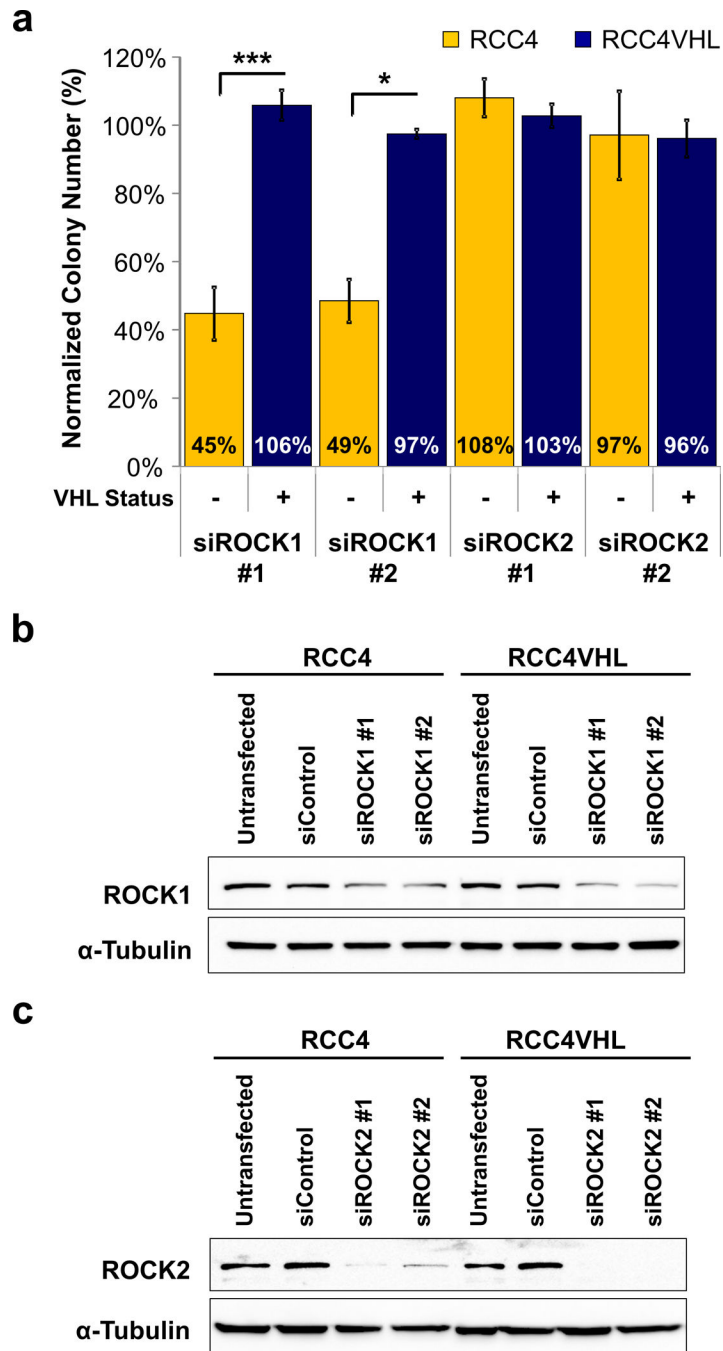 a
RCC4 RCC4VHL
Normalized Colony Number (%)
120%
100%
80%
60%
40%
20%
0%
*** *
45% 106% 49% 97% 108% 103% 97% 96%
VHL Status - + - + - + - +
siROCK1 #1 siROCK1 #2 siROCK2 #1 siROCK2 #2
b
RCC4 RCC4VHL
Untransfected siControl siROCK1 #1 siROCK1 #2 Untransfected siControl siROCK1 #1 siROCK1 #2
ROCK1
α-Tubulin
c
RCC4 RCC4VHL
Untransfected siControl siROCK2 #1 siROCK2 #2 Untransfected siControl siROCK2 #1 siROCK2 #2
ROCK2
α-Tubulin